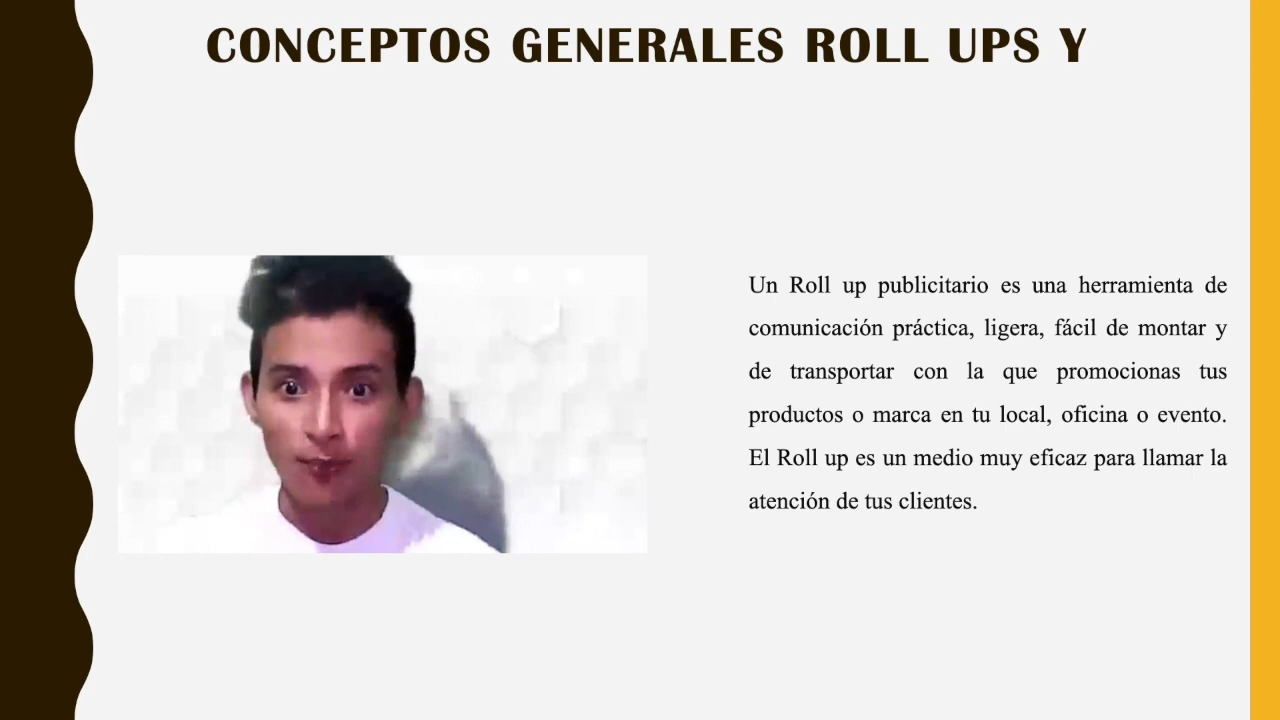 CONCEPTOS GENERALES ROLL UPS Y
Un Roll up publicitario es una herramienta de
comunicación práctica, ligera, fácil de montar y
de transportar con la que promocionas tus
productos o marca en tu local, oficina o evento.
El Roll up es un medio muy eficaz para llamar la
atención de tus clientes.